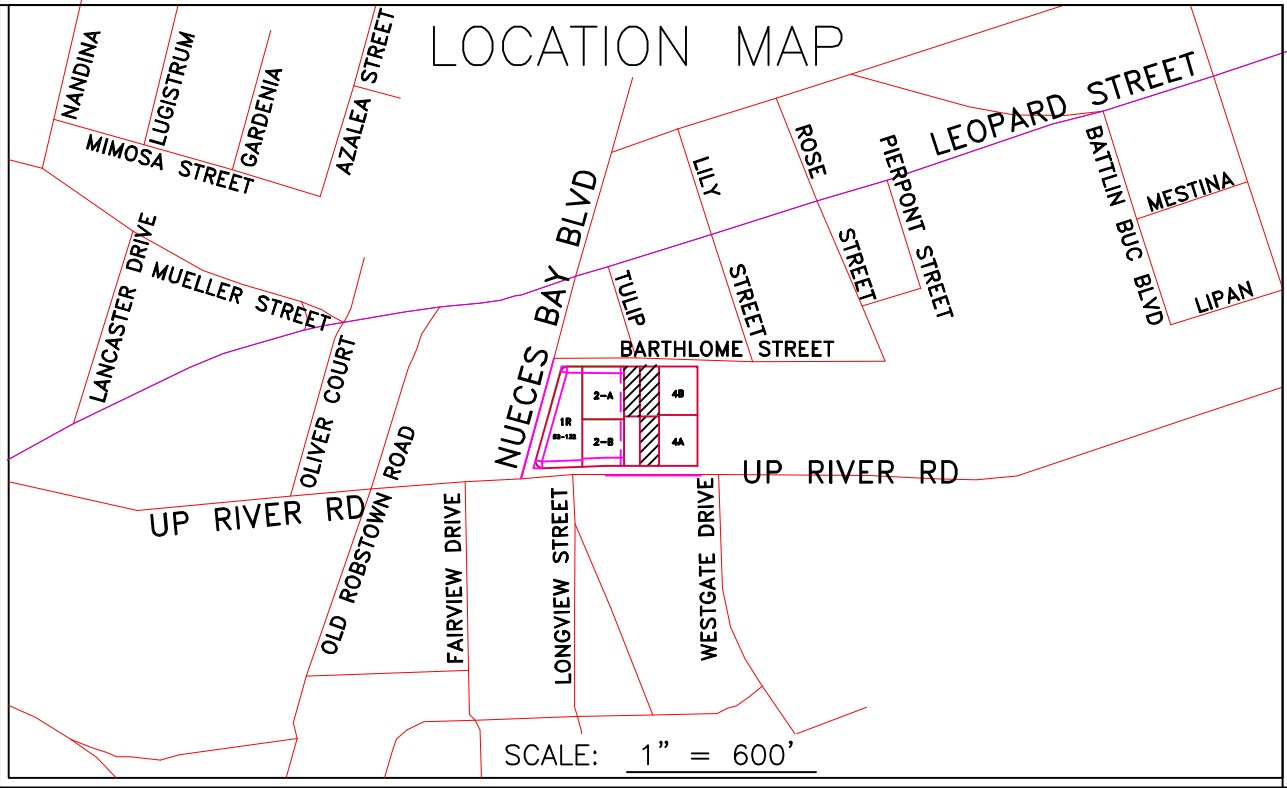 LOCATION MAP
NANDINA
LUGISTRUM
GARDENIA
AZALEA STREET
MIMOSA STREET
LANCASTER DRIVE
MUELLER STREET
OLIVER COURT
OLD ROBSTOWN ROAD
NUECES BAY BLVD
LEOPARD STREET
LILY
STREET
ROSE
STREET
PIERPONT STREET
TULIP
BATTLIN BUC BLVD
MESTINA
LIPAN
BARTHLOME STREET
2-A
4B
1R
2-B
4A
UP RIVER RD
UP RIVER RD
FAIRVIEW DRIVE
LONGVIEW STREET
WESTGATE DRIVE
SCALE: 1" = 600'